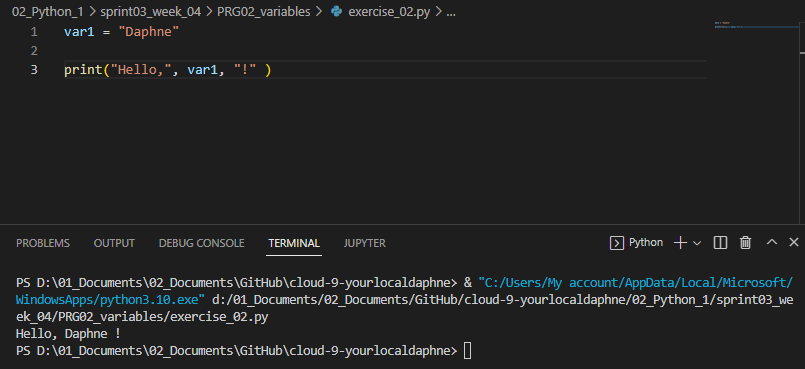 02_Python_1 > sprint03_week_04 > PRG02_variables > exercise_02.py > ...
1 var1 = "Daphne"
2
3 print("Hello,", var1, "!" )
PROBLEMS OUTPUT DEBUG CONSOLE TERMINAL JUPYTER Python
PS D:\01_Documents\02_Documents\GitHub\cloud-9-yourlocaldaphne> & "C:/Users/My account/AppData/Local/Microsoft/
WindowsApps/python3.10.exe" d:/01_Documents/02_Documents/GitHub/cloud-9-yourlocaldaphne/02_Python_1/sprint03_we
ek_04/PRG02_variables/exercise_02.py
Hello, Daphne !
PS D:\01_Documents\02_Documents\GitHub\cloud-9-yourlocaldaphne>